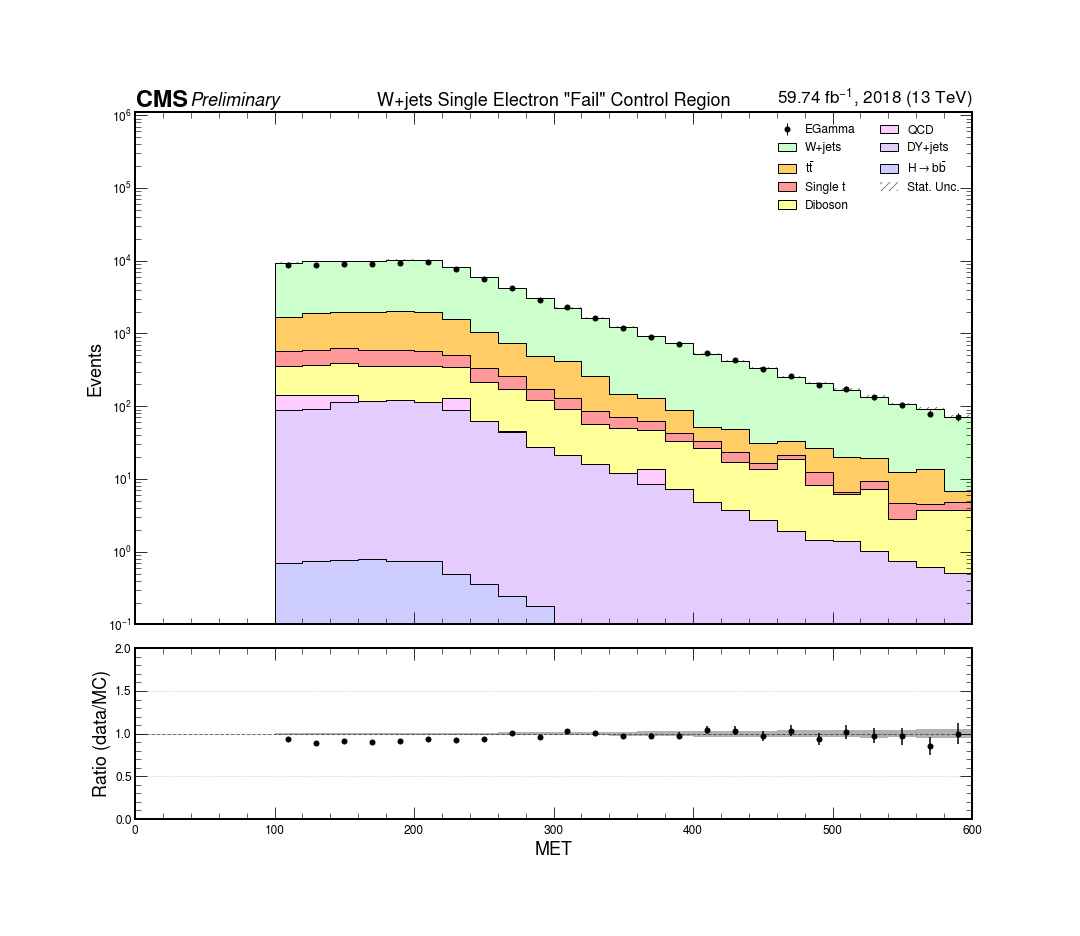 CMS Preliminary W+jets Single Electron "Fail" Control Region 59.74 fb⁻¹, 2018 (13 TeV)
EGamma
W+jets
tt̄
Single t
Diboson
QCD
DY+jets
H→bb̄
Stat. Unc.
Events
10⁶
10⁵
10⁴
10³
10²
10¹
10⁰
10⁻¹
Ratio (data/MC)
2.0
1.5
1.0
0.5
0.0
0 100 200 300 400 500 600
MET